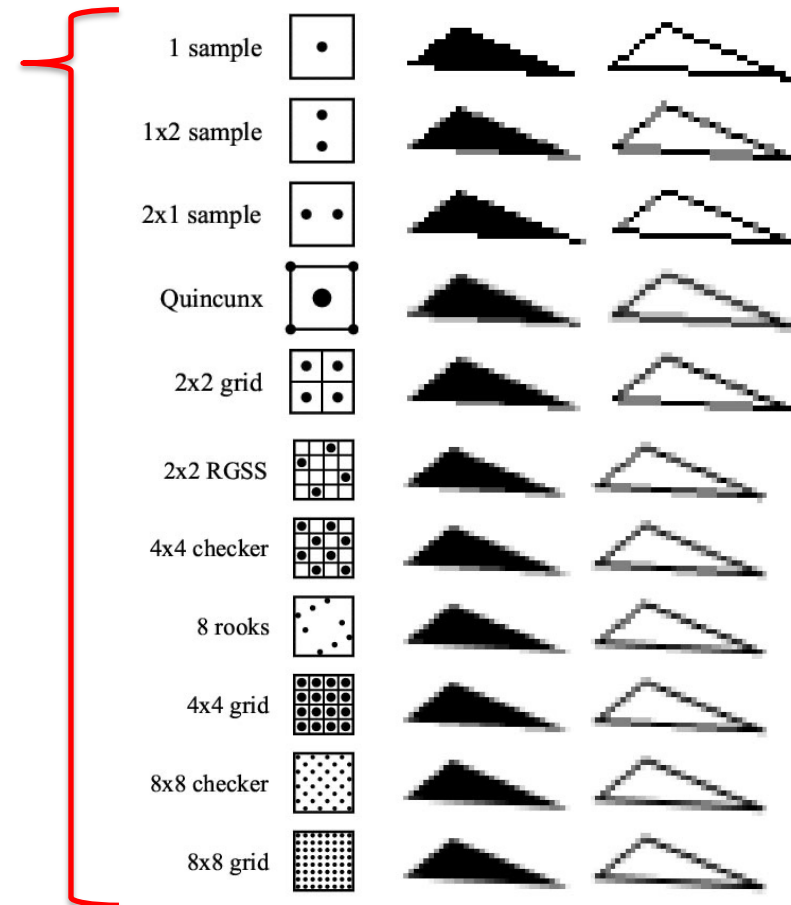 1 sample
1x2 sample
2x1 sample
Quincunx
2x2 grid
2x2 RGSS
4x4 checker
8 rooks
4x4 grid
8x8 checker
8x8 grid